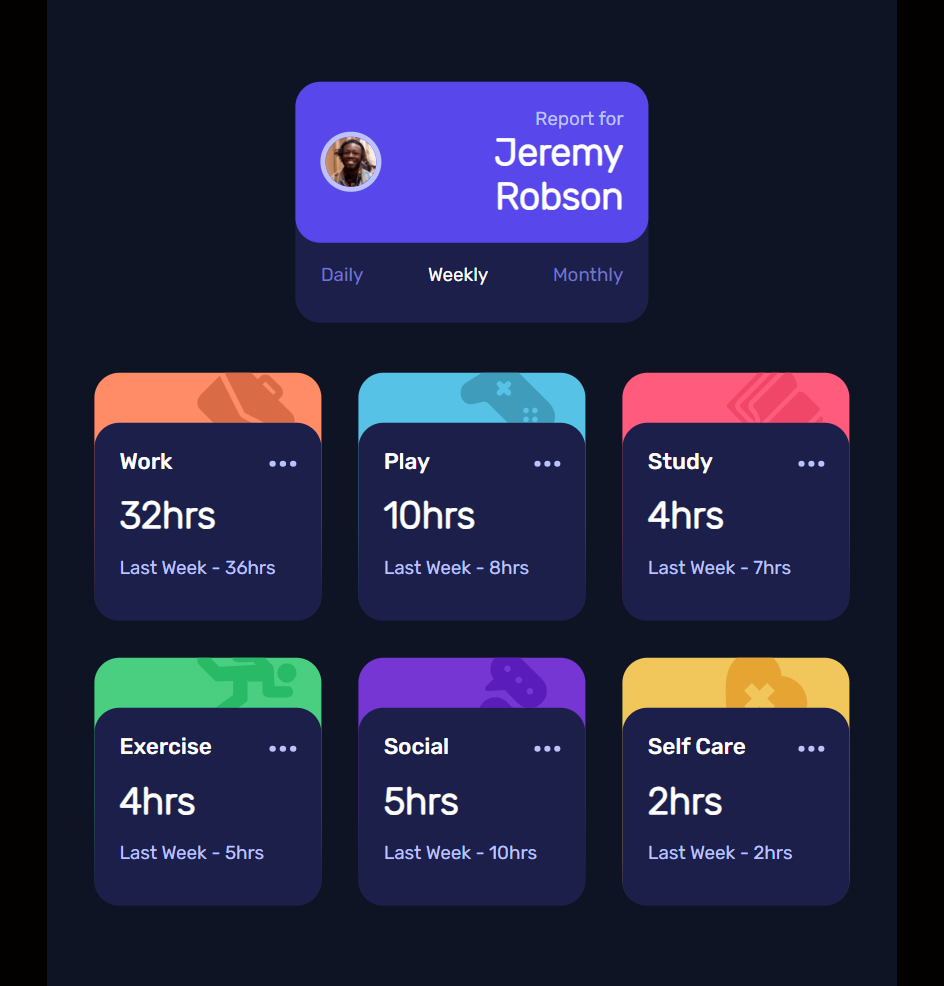 Report for
Jeremy
Robson
Daily Weekly Monthly
Work
32hrs
Last Week - 36hrs
Play
10hrs
Last Week - 8hrs
Study
4hrs
Last Week - 7hrs
Exercise
4hrs
Last Week - 5hrs
Social
5hrs
Last Week - 10hrs
Self Care
2hrs
Last Week - 2hrs